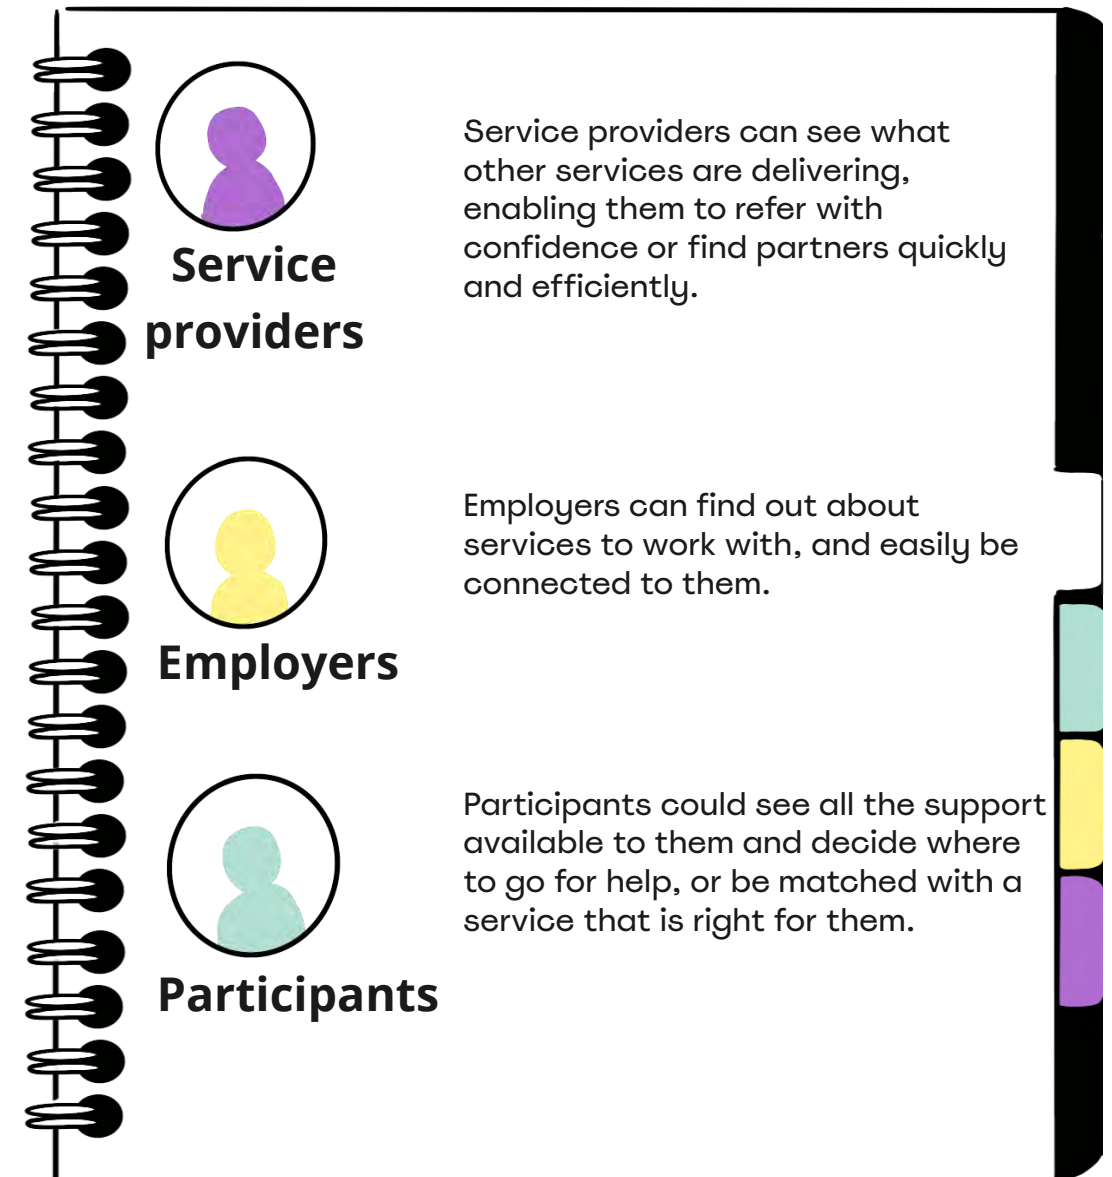 Service
providers
Service providers can see what
other services are delivering,
enabling them to refer with
confidence or find partners quickly
and efficiently.
Employers
Employers can find out about
services to work with, and easily be
connected to them.
Participants
Participants could see all the support
available to them and decide where
to go for help, or be matched with a
service that is right for them.